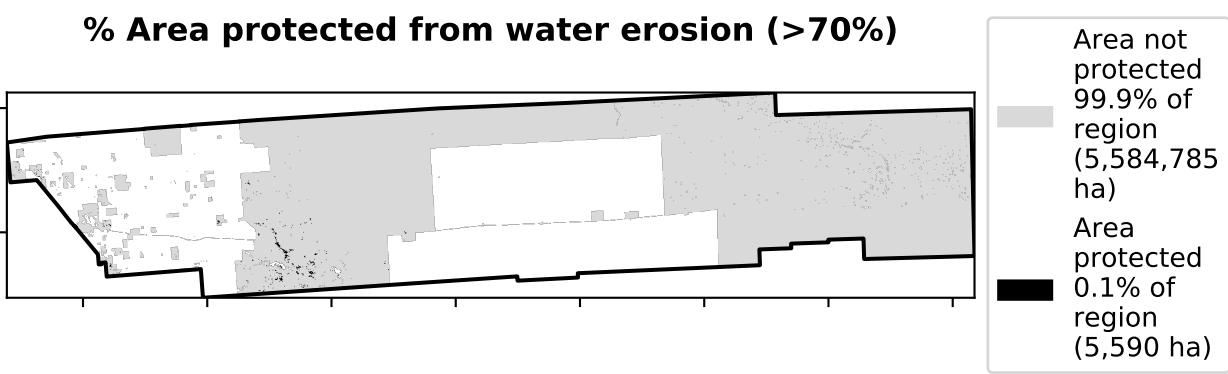 % Area protected from water erosion (>70%)
Area not
protected
99.9% of
region
(5,584,785
ha)
Area
protected
0.1% of
region
(5,590 ha)